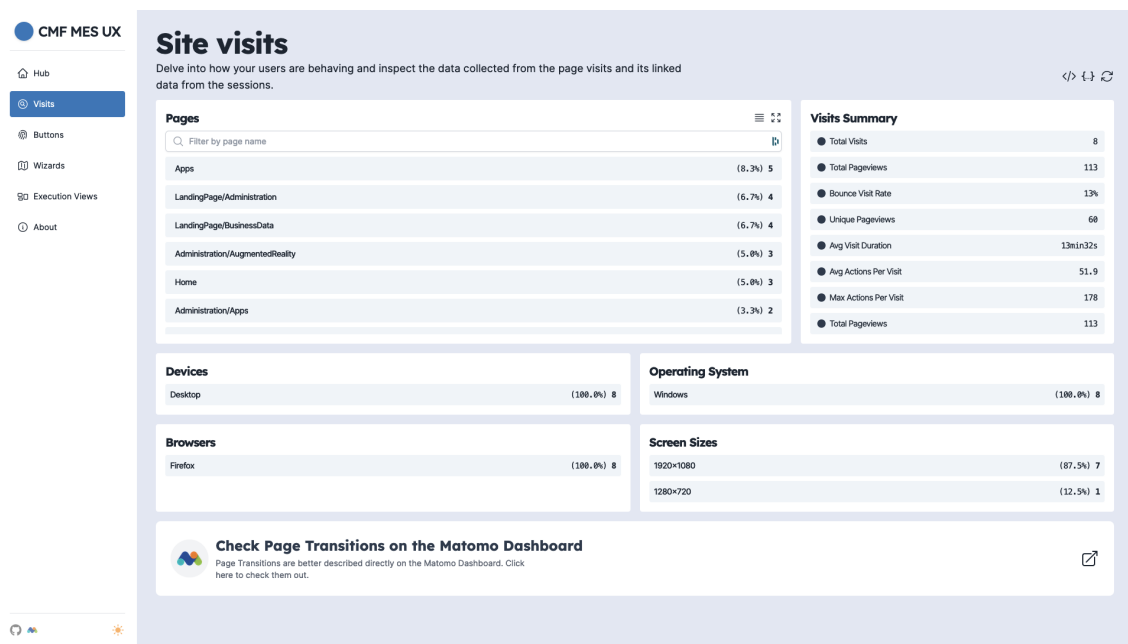 CMF MES UX
Hub
Visits
Buttons
Wizards
Execution Views
About
Site visits
Delve into how your users are behaving and inspect the data collected from the page visits and its linked
data from the sessions.
Pages
Filter by page name
Apps (8.3%) 5
LandingPage/Administration (6.7%) 4
LandingPage/BusinessData (6.7%) 4
Administration/AugmentedReality (5.0%) 3
Home (5.0%) 3
Administration/Apps (3.3%) 2
Visits Summary
Total Visits 8
Total Pageviews 113
Bounce Visit Rate 13%
Unique Pageviews 60
Avg Visit Duration 13min32s
Avg Actions Per Visit 51.9
Max Actions Per Visit 178
Total Pageviews 113
Devices
Desktop (100.0%) 8
Operating System
Windows (100.0%) 8
Browsers
Firefox (100.0%) 8
Screen Sizes
1920×1080 (87.5%) 7
1280×720 (12.5%) 1
Check Page Transitions on the Matomo Dashboard
Page Transitions are better described directly on the Matomo Dashboard. Click
here to check them out.